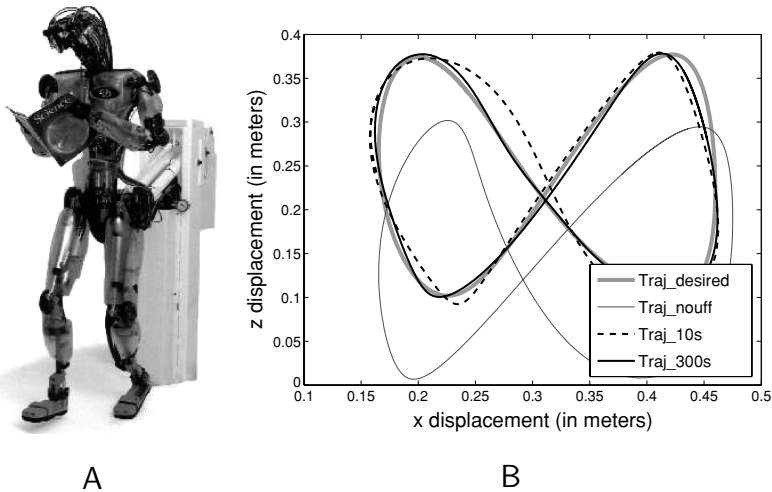 Science
0.4
0.35
0.3
0.25
0.2
0.15
0.1
0.05
0
z displacement (in meters)
0.1
0.15
0.2
0.25
0.3
0.35
0.4
0.45
0.5
x displacement (in meters)
Traj_desired
Traj_nouff
Traj_10s
Traj_300s
A
B